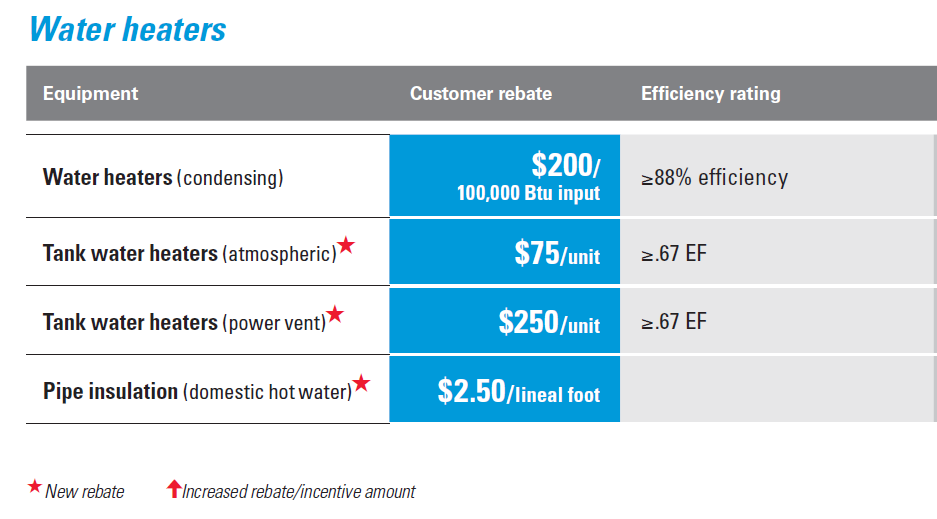 Water heaters
Equipment Customer rebate Efficiency rating
Water heaters (condensing) $200/ 100,000 Btu input ≥88% efficiency
Tank water heaters (atmospheric)★ $75/unit ≥.67 EF
Tank water heaters (power vent)★ $250/unit ≥.67 EF
Pipe insulation (domestic hot water)★ $2.50/lineal foot
★ New rebate ⬆Increased rebate/incentive amount